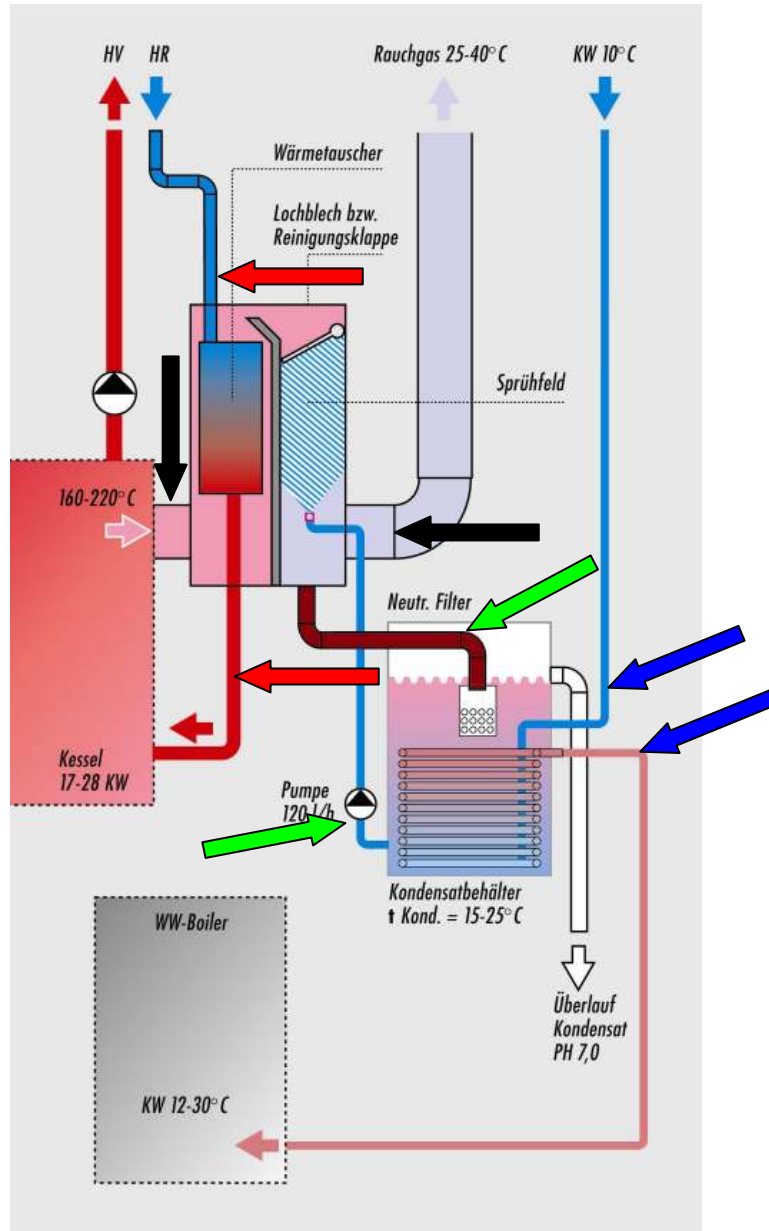 HV HR Rauchgas 25-40°C KW 10°C
Wärmetauscher
Lochblech bzw.
Reinigungsklappe
Sprühfeld
160-220°C
Neutr. Filter
Kessel
17-28 KW
Pumpe
120 l/h
Kondensatbehälter
t Kond. = 15-25°C
WW-Boiler
Überlauf
Kondensat
PH 7,0
KW 12-30°C